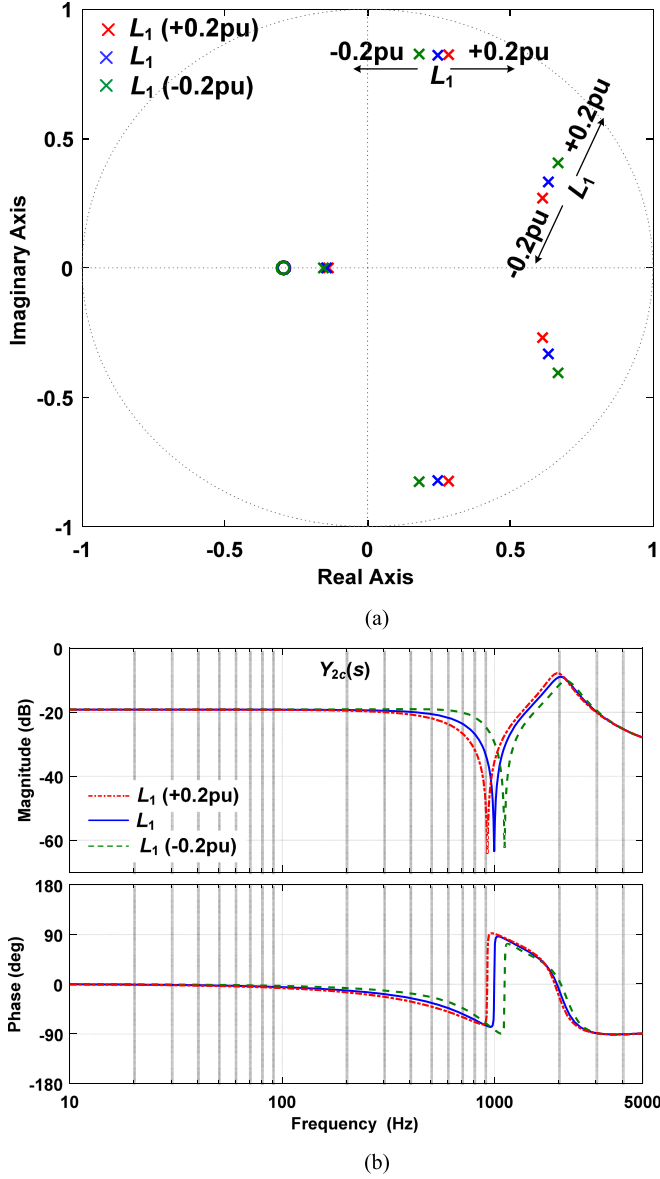 L1 (+0.2pu)
L1
L1 (-0.2pu)
-0.2pu
+0.2pu
L1
+0.2pu
L1
-0.2pu
1
0.5
0
-0.5
-1
Imaginary Axis
-1
-0.5
0
0.5
1
Real Axis
(a)
Y2c(s)
0
-20
-40
-60
Magnitude (dB)
L1 (+0.2pu)
L1
L1 (-0.2pu)
180
90
0
-90
-180
Phase (deg)
10
100
1000
5000
Frequency (Hz)
(b)